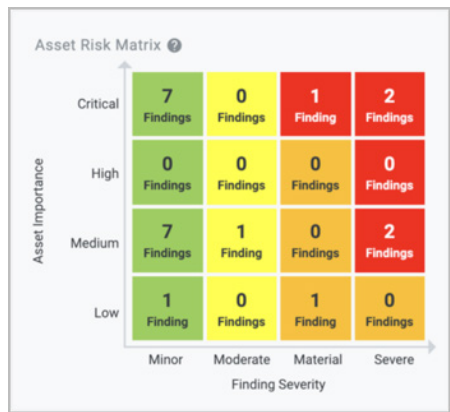 Asset Risk Matrix ?
Asset Importance
Critical
7 0 1 2
Findings Findings Finding Findings
High
0 0 0 0
Findings Findings Findings Findings
Medium
7 1 0 2
Findings Finding Findings Findings
Low
1 0 1 0
Finding Findings Finding Findings
Minor Moderate Material Severe
Finding Severity